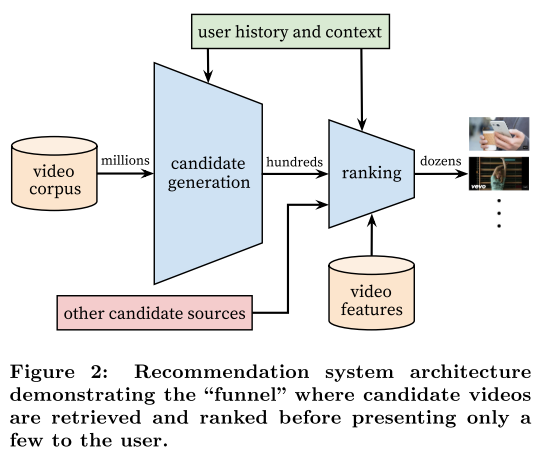 user history and context
video
corpus
millions
candidate
generation
hundreds
ranking
dozens
vevo
other candidate sources
video
features
Figure 2: Recommendation system architecture
demonstrating the “funnel” where candidate videos
are retrieved and ranked before presenting only a
few to the user.